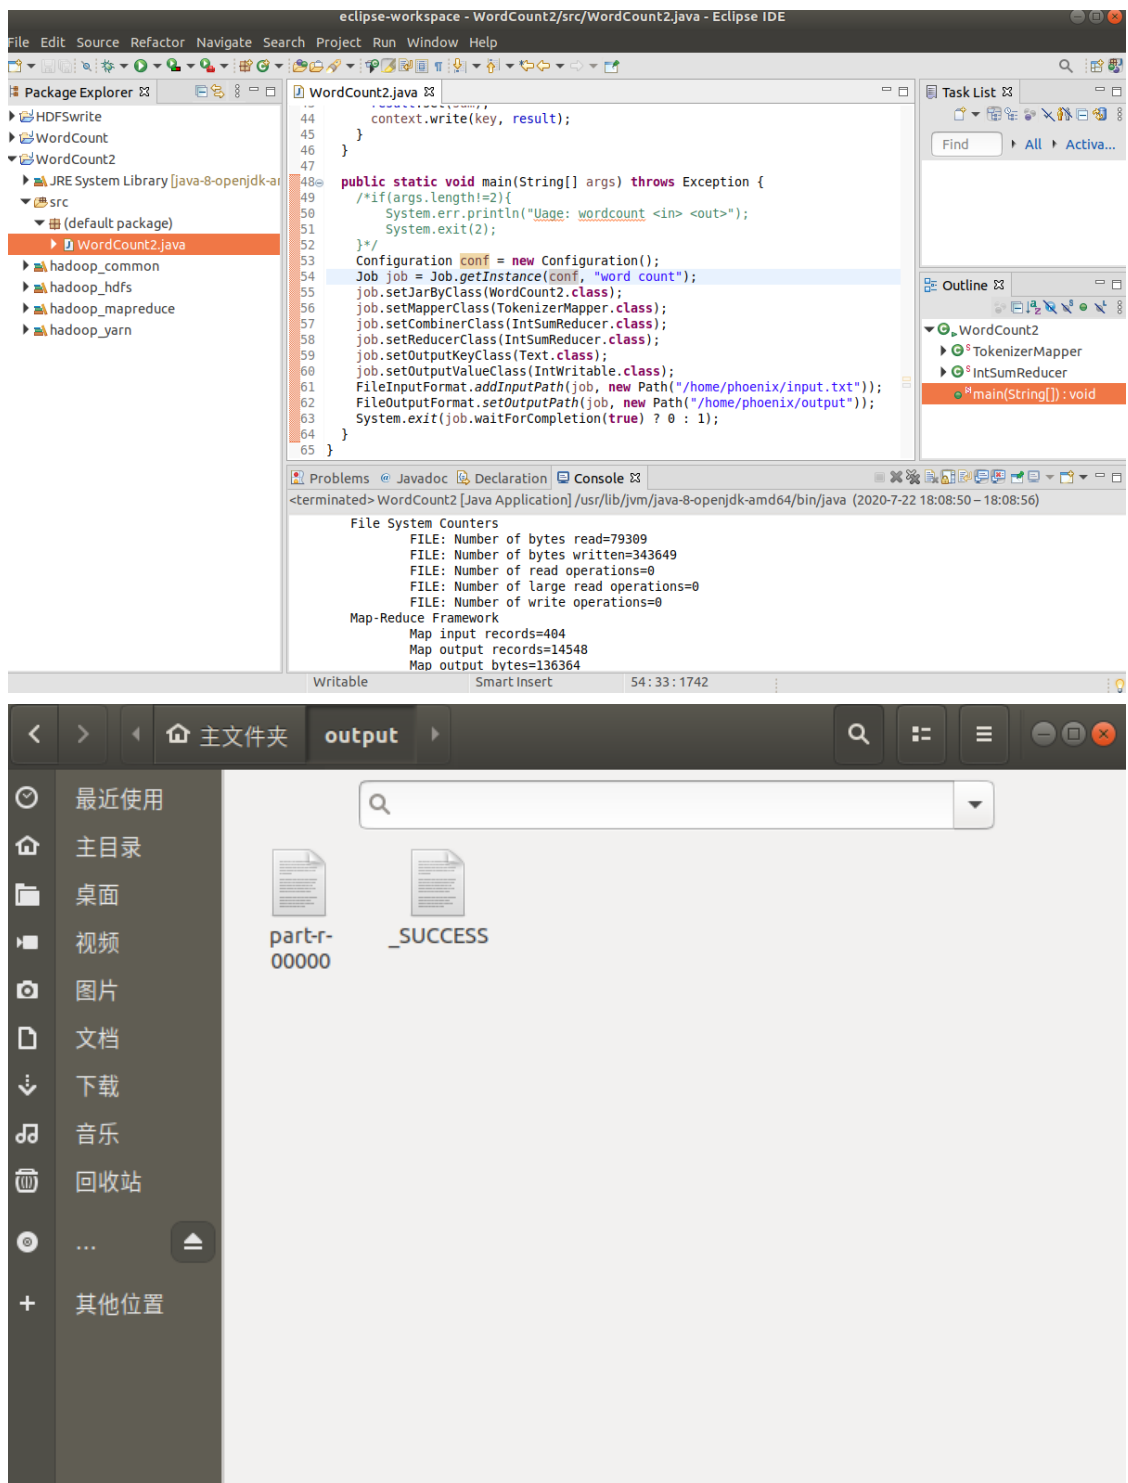 eclipse-workspace - WordCount2/src/WordCount2.java - Eclipse IDE
File Edit Source Refactor Navigate Search Project Run Window Help
Package Explorer
HDFSwrite
WordCount
WordCount2
JRE System Library [java-8-openjdk-ar
src
(default package)
WordCount2.java
hadoop_common
hadoop_hdfs
hadoop_mapreduce
hadoop_yarn
WordCount2.java
44 context.write(key, result);
45 }
46 }
47
48 public static void main(String[] args) throws Exception {
49 /*if(args.length!=2){
50 System.err.println("Uage: wordcount <in> <out>");
51 System.exit(2);
52 }*/
53 Configuration conf = new Configuration();
54 Job job = Job.getInstance(conf, "word count");
55 job.setJarByClass(WordCount2.class);
56 job.setMapperClass(TokenizerMapper.class);
57 job.setCombinerClass(IntSumReducer.class);
58 job.setReducerClass(IntSumReducer.class);
59 job.setOutputKeyClass(Text.class);
60 job.setOutputValueClass(IntWritable.class);
61 FileInputFormat.addInputPath(job, new Path("/home/phoenix/input.txt"));
62 FileOutputFormat.setOutputPath(job, new Path("/home/phoenix/output"));
63 System.exit(job.waitForCompletion(true) ? 0 : 1);
64 }
65 }
Task List
Find All Activa...
Outline
WordCount2
TokenizerMapper
IntSumReducer
main(String[]) : void
Problems @ Javadoc Declaration Console
<terminated> WordCount2 [Java Application] /usr/lib/jvm/java-8-openjdk-amd64/bin/java (2020-7-22 18:08:50 – 18:08:56)
File System Counters
FILE: Number of bytes read=79309
FILE: Number of bytes written=343649
FILE: Number of read operations=0
FILE: Number of large read operations=0
FILE: Number of write operations=0
Map-Reduce Framework
Map input records=404
Map output records=14548
Map output bytes=136364
Writable Smart Insert 54 : 33 : 1742
主文件夹 output
最近使用
主目录
桌面
视频
图片
文档
下载
音乐
回收站
...
其他位置
part-r-
00000
_SUCCESS